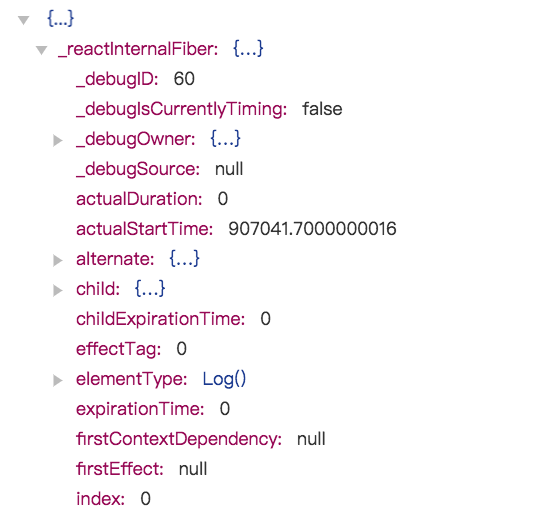 {...}
_reactInternalFiber: {...}
_debugID: 60
_debugIsCurrentlyTiming: false
_debugOwner: {...}
_debugSource: null
actualDuration: 0
actualStartTime: 907041.7000000016
alternate: {...}
child: {...}
childExpirationTime: 0
effectTag: 0
elementType: Log()
expirationTime: 0
firstContextDependency: null
firstEffect: null
index: 0